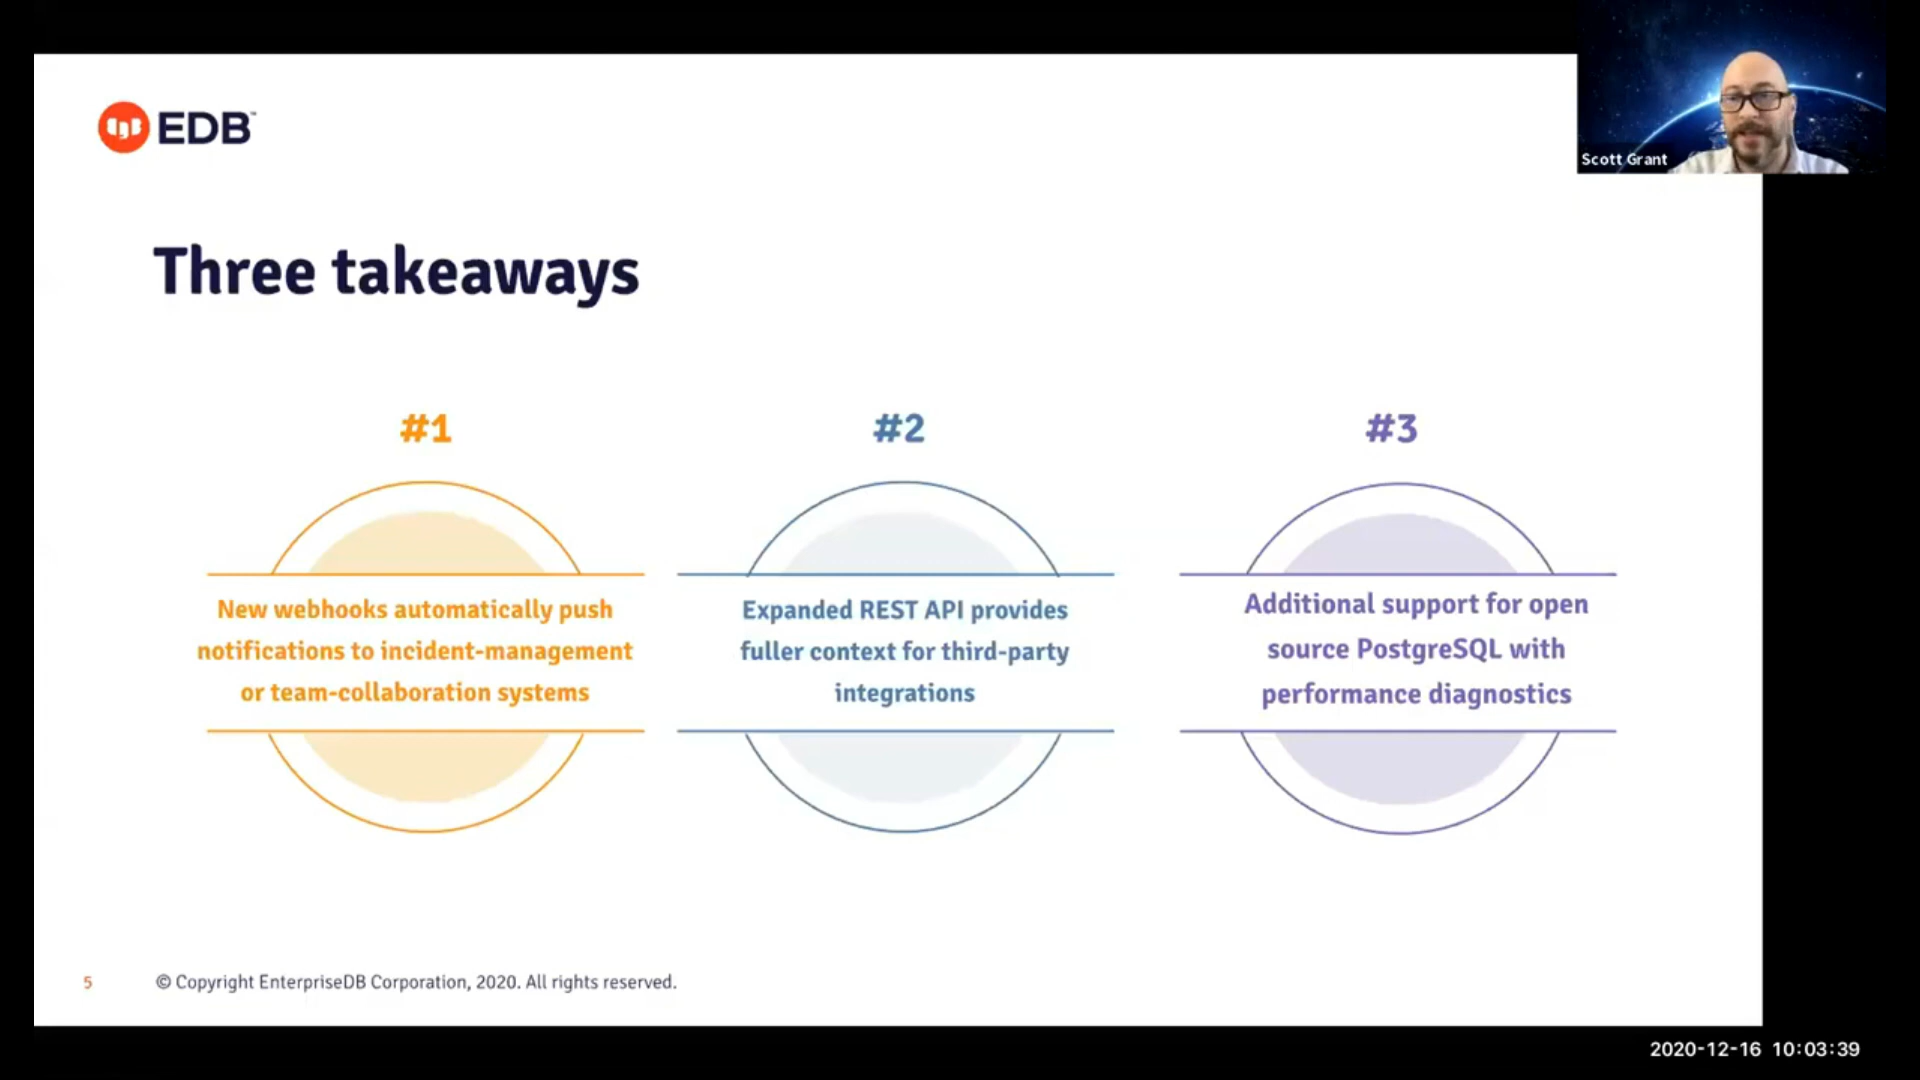 EDB™
Scott Grant
Three takeaways
#1
New webhooks automatically push
notifications to incident-management
or team-collaboration systems
#2
Expanded REST API provides
fuller context for third-party
integrations
#3
Additional support for open
source PostgreSQL with
performance diagnostics
5
© Copyright EnterpriseDB Corporation, 2020. All rights reserved.
2020-12-16 10:03:39